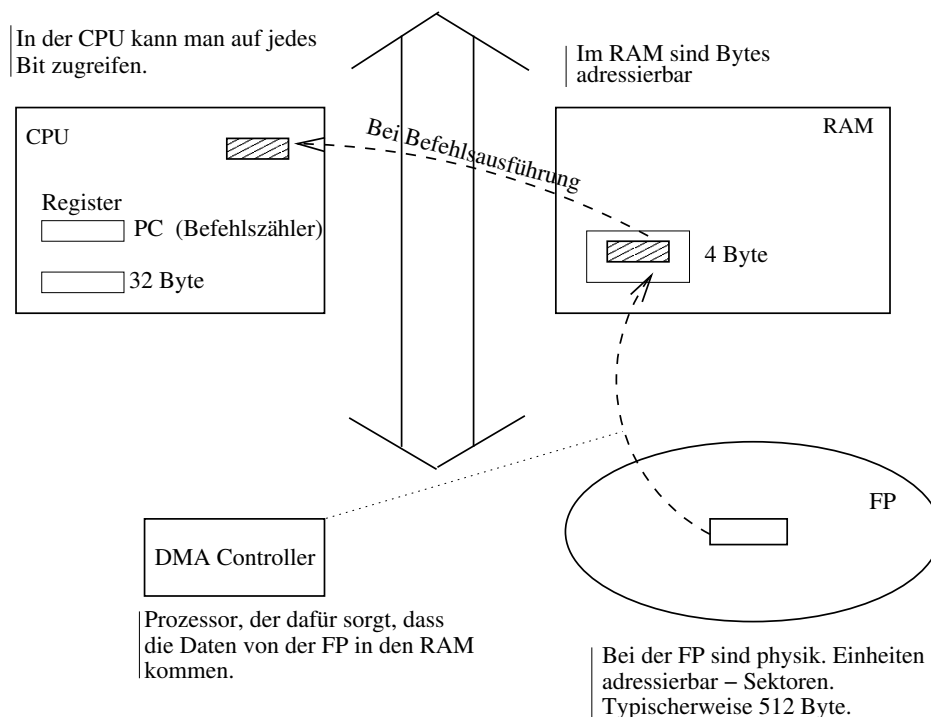 In der CPU kann man auf jedes
Bit zugreifen.
Im RAM sind Bytes
adressierbar
CPU
Bei Befehlsausführung
RAM
Register
PC (Befehlszähler)
32 Byte
4 Byte
FP
DMA Controller
Prozessor, der dafür sorgt, dass
die Daten von der FP in den RAM
kommen.
Bei der FP sind physik. Einheiten
adressierbar − Sektoren.
Typischerweise 512 Byte.